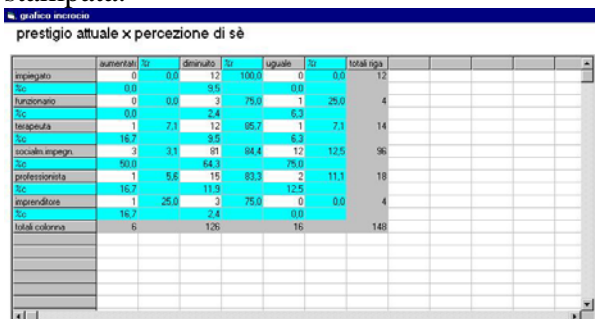 stampata.
grafico incrocio
prestigio attuale x percezione di sè
aumentati %r diminuito %r uguale %r totali riga
impiegato 0 0,0 12 100,0 0 0,0 12
%c 0,0 9,5 0,0
funzionario 0 0,0 3 75,0 1 25,0 4
%c 0,0 2,4 6,3
terapeuta 1 7,1 12 85,7 1 7,1 14
%c 16,7 9,5 6,3
socialm.impegn. 3 3,1 81 84,4 12 12,5 96
%c 50,0 64,3 75,0
professionista 1 5,6 15 83,3 2 11,1 18
%c 16,7 11,9 12,5
imprenditore 1 25,0 3 75,0 0 0,0 4
%c 16,7 2,4 0,0
totali colonna 6 126 16 148